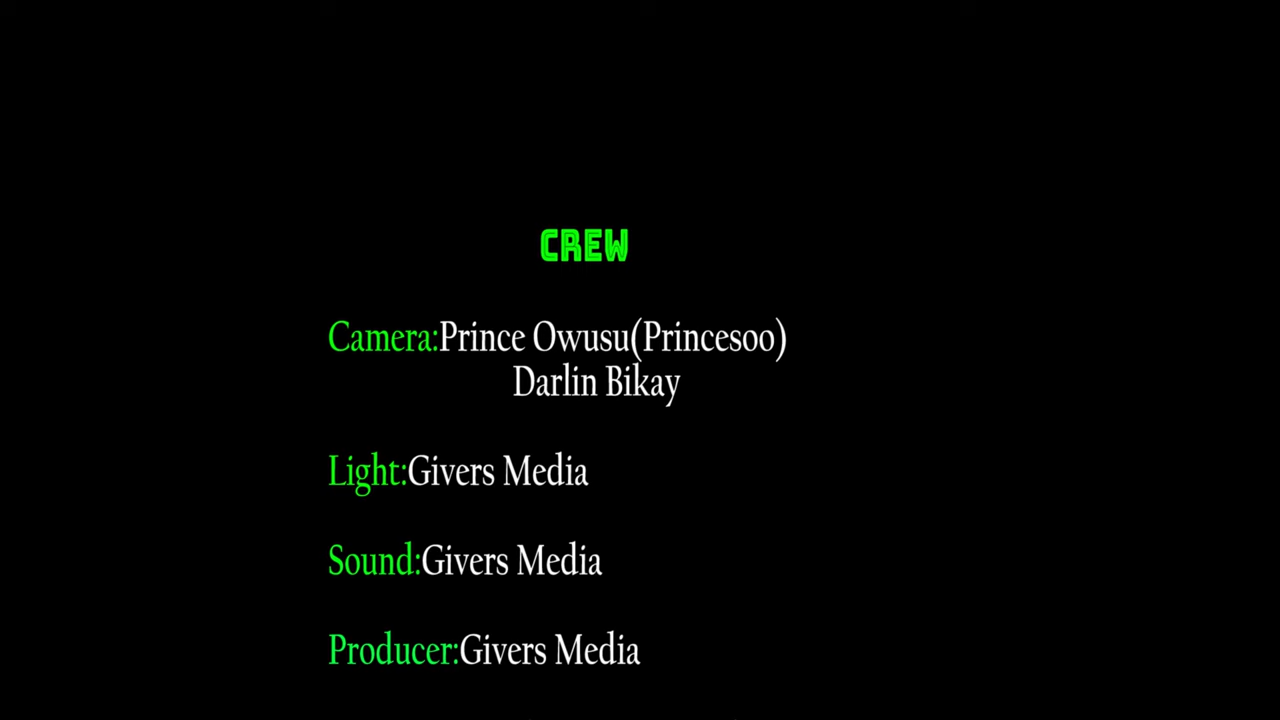 CREW
Camera:Prince Owusu(Princesoo)
Darlin Bikay
Light:Givers Media
Sound:Givers Media
Producer:Givers Media